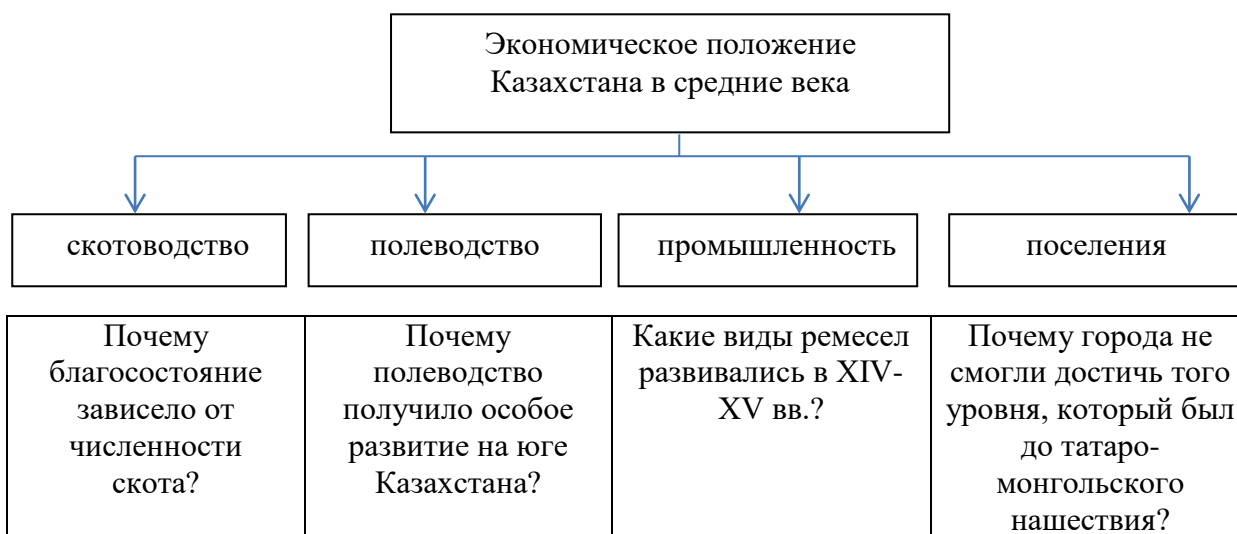 Экономическое положение
Казахстана в средние века
скотоводство
полеводство
промышленность
поселения
Почему
благосостояние
зависело от
численности
скота?
Почему
полеводство
получило особое
развитие на юге
Казахстана?
Какие виды ремесел
развивались в XIV-
XV вв.?
Почему города не
смогли достичь того
уровня, который был
до татаро-
монгольского
нашествия?